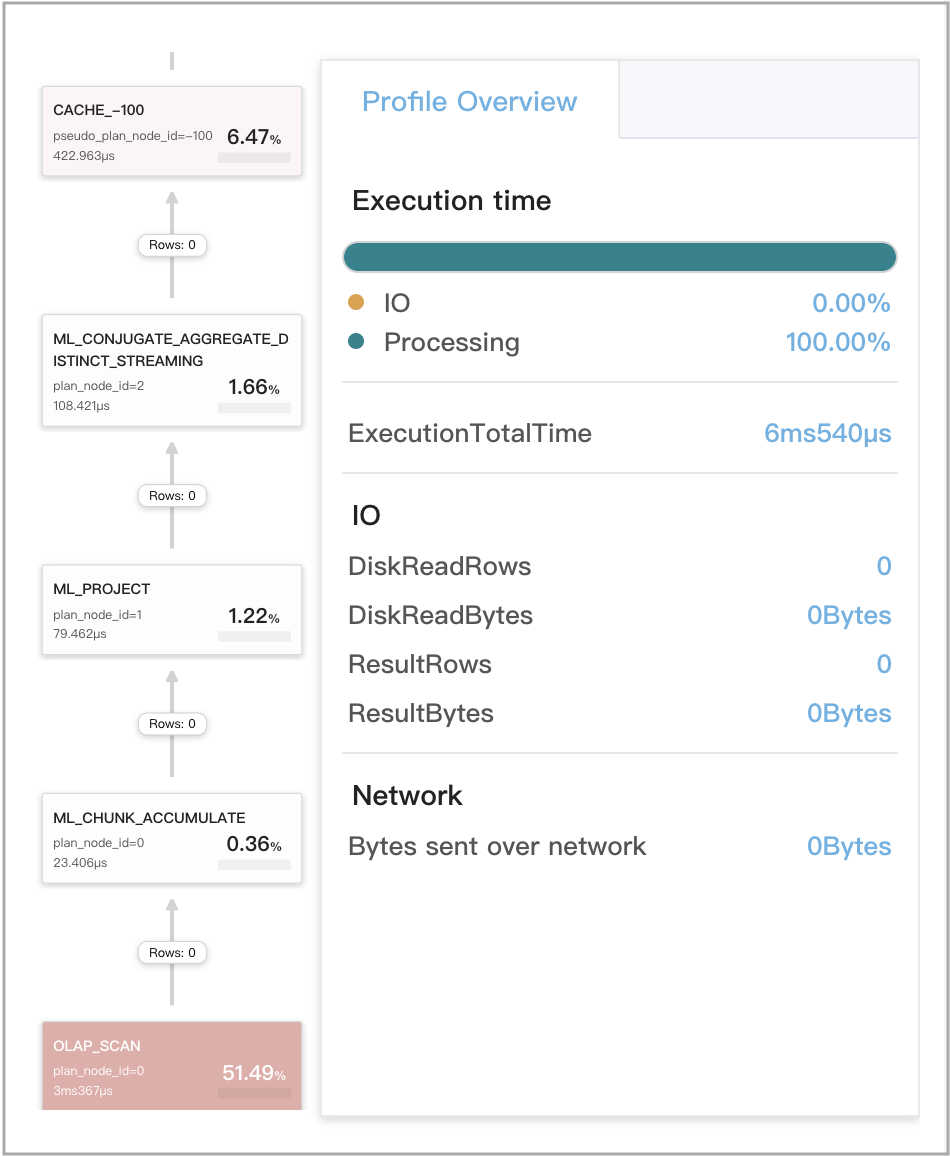 CACHE_-100
pseudo_plan_node_id=-100
6.47%
422.963µs
Rows: 0
ML_CONJUGATE_AGGREGATE_D
ISTINCT_STREAMING
plan_node_id=2
1.66%
108.421µs
Rows: 0
ML_PROJECT
plan_node_id=1
1.22%
79.462µs
Rows: 0
ML_CHUNK_ACCUMULATE
plan_node_id=0
0.36%
23.406µs
Rows: 0
OLAP_SCAN
plan_node_id=0
51.49%
3ms367µs
Profile Overview
Execution time
IO 0.00%
Processing 100.00%
ExecutionTotalTime 6ms540µs
IO
DiskReadRows 0
DiskReadBytes 0Bytes
ResultRows 0
ResultBytes 0Bytes
Network
Bytes sent over network 0Bytes